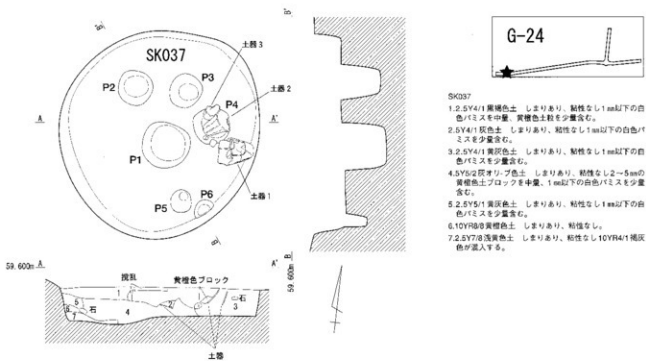 SK037
土器3
P2
P3
P4
土器2
A
A'
P1
土器1
P5
P6
B
B'
G-24
59.600m A
A'
59.600m B
撹乱
黄橙色ブロック
1
2
5
石
6
7
4
石
3
土器
SK037
1.2.5Y4/1黄褐色土 しまりあり、粘性なし1㎜以下の白
色パミスを中量、黄橙色土粒を少量含む。
2.5Y4/1灰色土 しまりあり、粘性なし1㎜以下の白色パ
ミスを少量含む。
3.2.5Y4/1黄灰色土 しまりあり、粘性なし1㎜以下の白
色パミスを少量含む。
4.5Y5/2灰オリーブ色土 しまりあり、粘性なし2～5㎜の
黄橙色土ブロックを中量、1㎜以下の白色パミスを少量
含む。
5.2.5Y5/1黄灰色土 しまりあり、粘性なし1㎜以下の白
色パミスを少量含む。
6.10YR8/8黄橙色土 しまりあり、粘性なし。
7.2.5Y7/8浅黄色土 しまりあり、粘性なし10YR4/1褐灰
色が混入する。